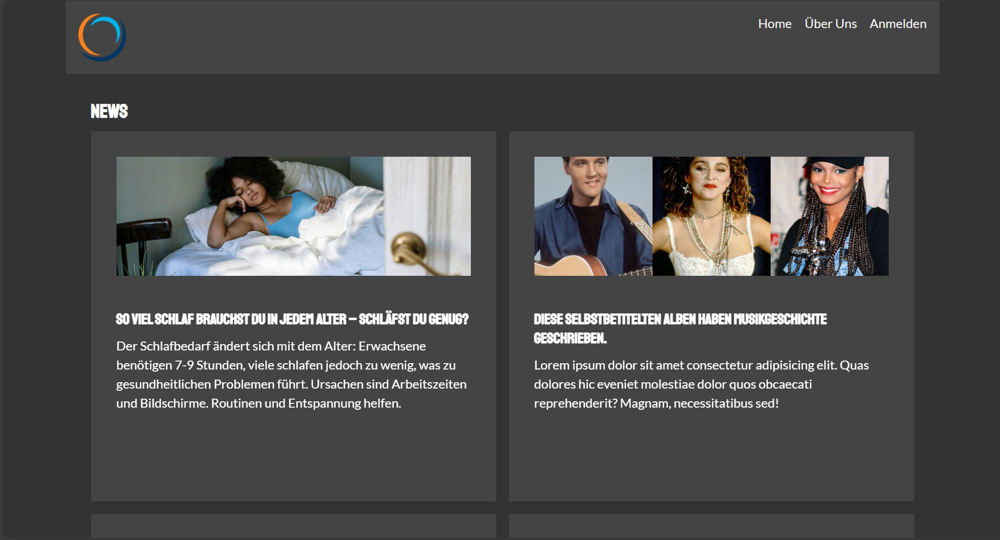 Home Über Uns Anmelden
NEWS
SO VIEL SCHLAF BRAUCHST DU IN JEDEM ALTER – SCHLÄFST DU GENUG?
Der Schlafbedarf ändert sich mit dem Alter: Erwachsene
benötigen 7-9 Stunden, viele schlafen jedoch zu wenig, was zu
gesundheitlichen Problemen führt. Ursachen sind Arbeitszeiten
und Bildschirme. Routinen und Entspannung helfen.
DIESE SELBSTBETITELTEN ALBEN HABEN MUSIKGESCHICHTE
GESCHRIEBEN.
Lorem ipsum dolor sit amet consectetur adipisicing elit. Quas
dolores hic eveniet molestiae dolor quos obcaecati
reprehenderit? Magnam, necessitatibus sed!